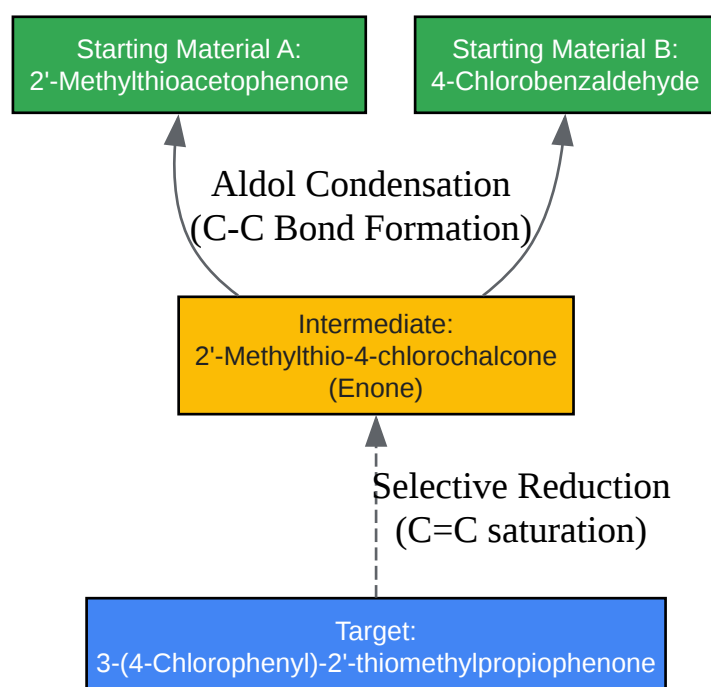 Starting Material A:
2'-Methylthioacetophenone
Starting Material B:
4-Chlorobenzaldehyde
Aldol Condensation
(C-C Bond Formation)
Intermediate:
2'-Methylthio-4-chlorochalcone
(Enone)
Selective Reduction
(C=C saturation)
Target:
3-(4-Chlorophenyl)-2'-thiomethylpropiophenone